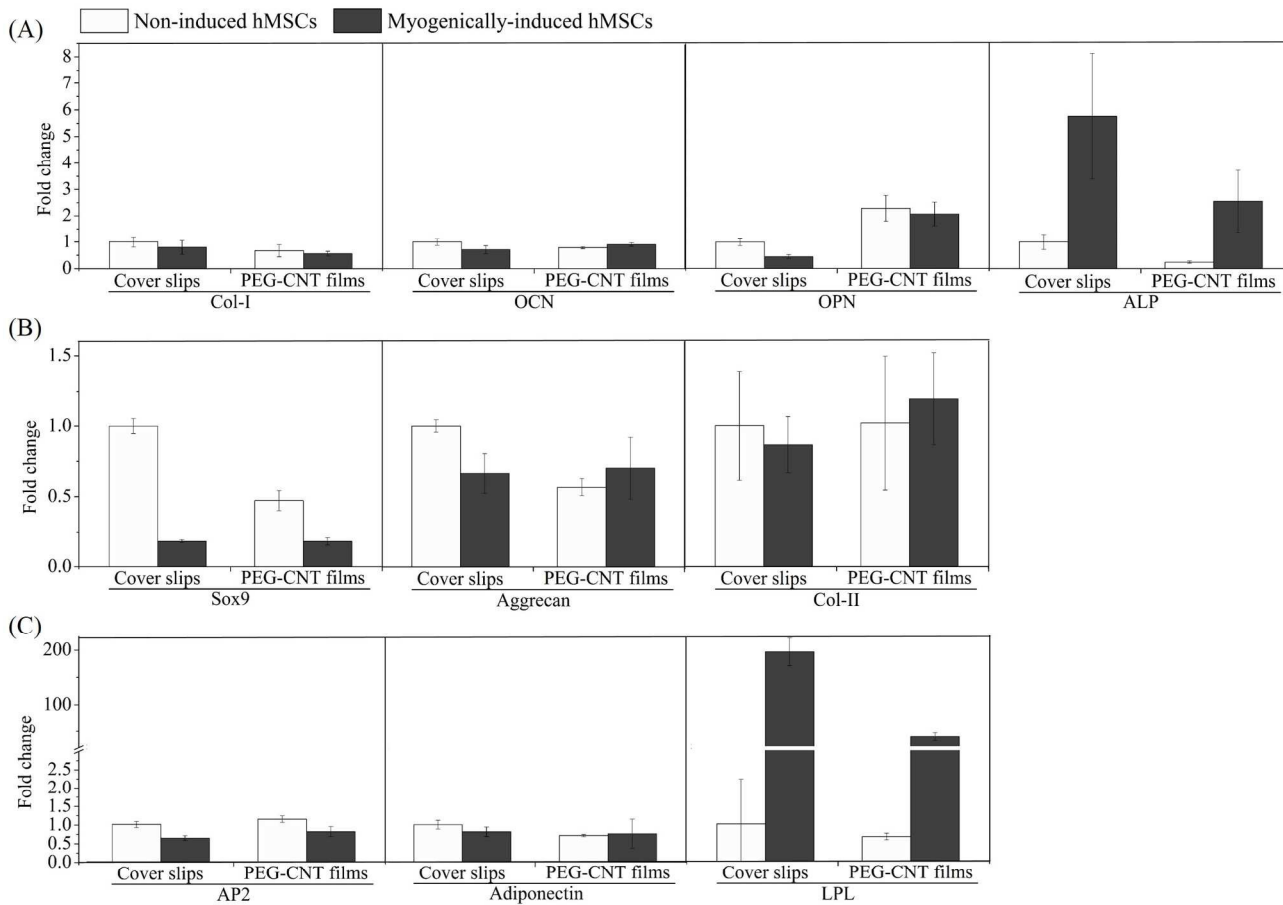 Non-induced hMSCs Myogenically-induced hMSCs
(A)
Fold change
8
7
6
5
4
3
2
1
0
Cover slips PEG-CNT films Cover slips PEG-CNT films Cover slips PEG-CNT films Cover slips PEG-CNT films
Col-I OCN OPN ALP
(B)
Fold change
1.5
1.0
0.5
0.0
Cover slips PEG-CNT films Cover slips PEG-CNT films Cover slips PEG-CNT films
Sox9 Aggrecan Col-II
(C)
Fold change
200
100
2.5
2.0
1.5
1.0
0.5
0.0
Cover slips PEG-CNT films Cover slips PEG-CNT films Cover slips PEG-CNT films
AP2 Adiponectin LPL